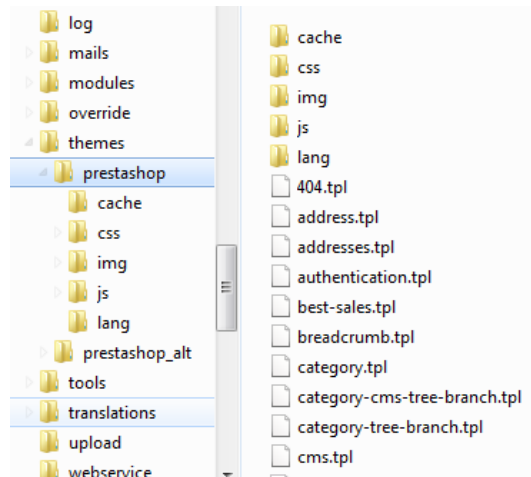 log
mails
modules
override
themes
prestashop
cache
css
img
js
lang
prestashop_alt
tools
translations
upload
webservice
cache
css
img
js
lang
404.tpl
address.tpl
addresses.tpl
authentication.tpl
best-sales.tpl
breadcrumb.tpl
category.tpl
category-cms-tree-branch.tpl
category-tree-branch.tpl
cms.tpl